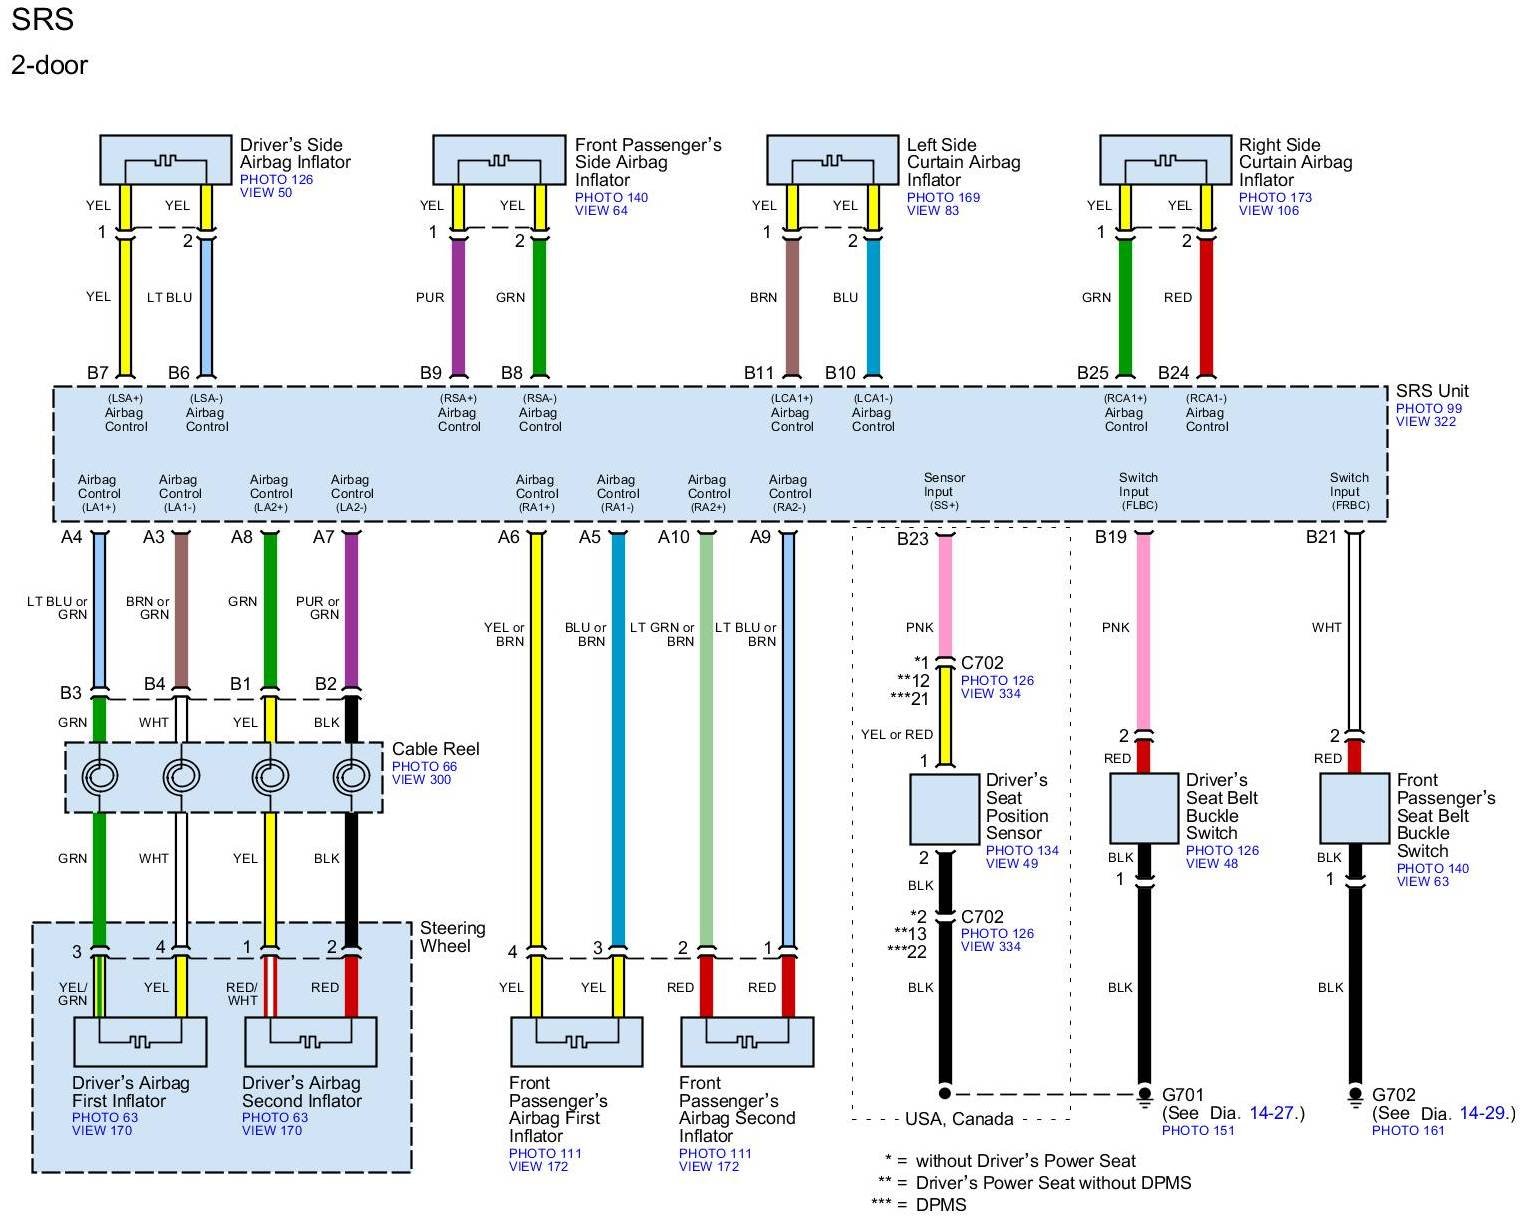 SRS
2-door
Driver's Side
Airbag Inflator
PHOTO 126
VIEW 50
Front Passenger's
Side Airbag
Inflator
PHOTO 140
VIEW 64
Left Side
Curtain Airbag
Inflator
PHOTO 169
VIEW 83
Right Side
Curtain Airbag
Inflator
PHOTO 173
VIEW 106
YEL YEL YEL YEL YEL YEL YEL YEL
1 2 1 2 1 2 1 2
YEL LT BLU PUR GRN BRN BLU GRN RED
B7 B6 B9 B8 B11 B10 B25 B24
(LSA+) (LSA-) (RSA+) (RSA-) (LCA1+) (LCA1-) (RCA1+) (RCA1-)
Airbag Airbag Airbag Airbag Airbag Airbag Airbag Airbag
Control Control Control Control Control Control Control Control
SRS Unit
PHOTO 99
VIEW 322
Airbag Airbag Airbag Airbag Airbag Airbag Airbag Airbag Sensor Switch Switch
Control Control Control Control Control Control Control Control Input Input Input
(LA1+) (LA1-) (LA2+) (LA2-) (RA1+) (RA1-) (RA2+) (RA2-) (SS+) (FLBC) (FRBC)
A4 A3 A8 A7 A6 A5 A10 A9 B23 B19 B21
LT BLU or
GRN
BRN or
GRN
GRN
PUR or
GRN
YEL or
BRN
BLU or
BRN
LT GRN or
BRN
LT BLU or
BRN
PNK
PNK
WHT
B3 B4 B1 B2
GRN WHT YEL BLK
Cable Reel
PHOTO 66
VIEW 300
GRN WHT YEL BLK
*1
**12
***21
C702
PHOTO 126
VIEW 334
YEL or RED
1
2 2
RED RED
Driver's
Seat
Position
Sensor
PHOTO 134
VIEW 49
Driver's
Seat Belt
Buckle
Switch
PHOTO 126
VIEW 48
Front
Passenger's
Seat Belt
Buckle
Switch
PHOTO 140
VIEW 63
2
BLK
BLK BLK
1 1
*2
**13
***22
C702
PHOTO 126
VIEW 334
BLK BLK BLK
Steering
Wheel
3 4 1 2
YEL/
GRN
YEL
RED/
WHT
RED
4 3 2 1
YEL YEL RED RED
Driver's Airbag
First Inflator
PHOTO 63
VIEW 170
Driver's Airbag
Second Inflator
PHOTO 63
VIEW 170
Front
Passenger's
Airbag First
Inflator
PHOTO 111
VIEW 172
Front
Passenger's
Airbag Second
Inflator
PHOTO 111
VIEW 172
USA, Canada
G701
(See Dia. 14-27.)
PHOTO 151
G702
(See Dia. 14-29.)
PHOTO 161
* = without Driver's Power Seat
** = Driver's Power Seat without DPMS
*** = DPMS